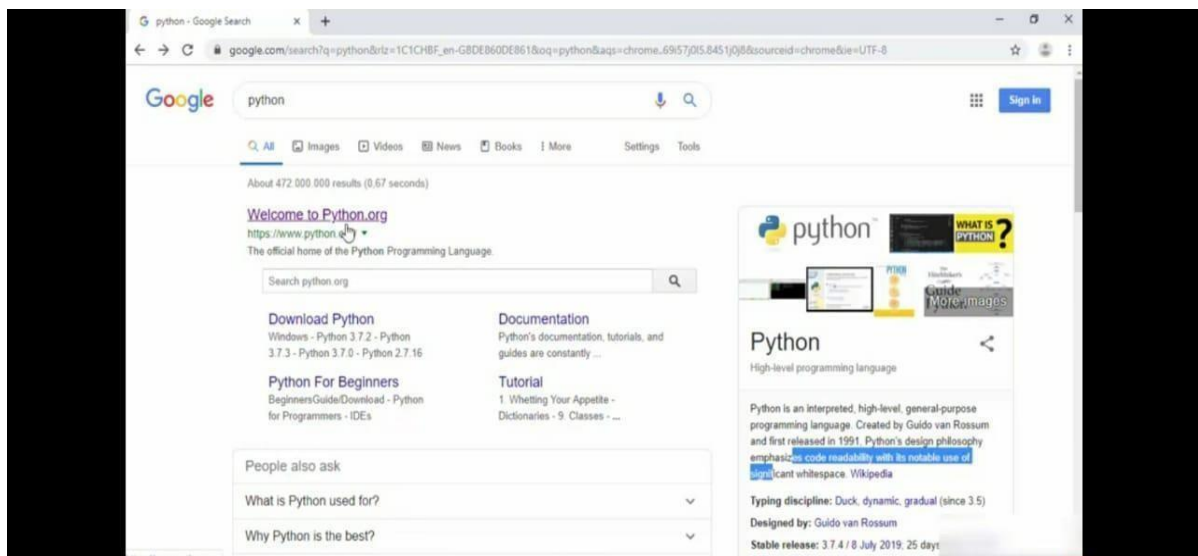 python - Google Search
google.com/search?q=python&rlz=1C1CHBF_en-GBDE860DE861&oq=python&aqs=chrome..69i57j0l5.8451j0j8&sourceid=chrome&ie=UTF-8
Google
python
Sign in
All Images Videos News Books More Settings Tools
About 472.000.000 results (0,67 seconds)
Welcome to Python.org
https://www.python.
The official home of the Python Programming Language.
Search python.org
Download Python
Windows - Python 3.7.2 - Python
3.7.3 - Python 3.7.0 - Python 2.7.16
Documentation
Python's documentation, tutorials, and
guides are constantly ...
Python For Beginners
BeginnersGuide/Download - Python
for Programmers - IDEs
Tutorial
1. Whetting Your Appetite -
Dictionaries - 9. Classes - ...
People also ask
What is Python used for?
Why Python is the best?
python
WHAT IS
PYTHON ?
PYTHON
Guide
More images
Python
High-level programming language
Python is an interpreted, high-level, general-purpose
programming language. Created by Guido van Rossum
and first released in 1991, Python's design philosophy
emphasizes code readability with its notable use of
significant whitespace. Wikipedia
Typing discipline: Duck, dynamic, gradual (since 3.5)
Designed by: Guido van Rossum
Stable release: 3.7.4 / 8 July 2019; 25 days